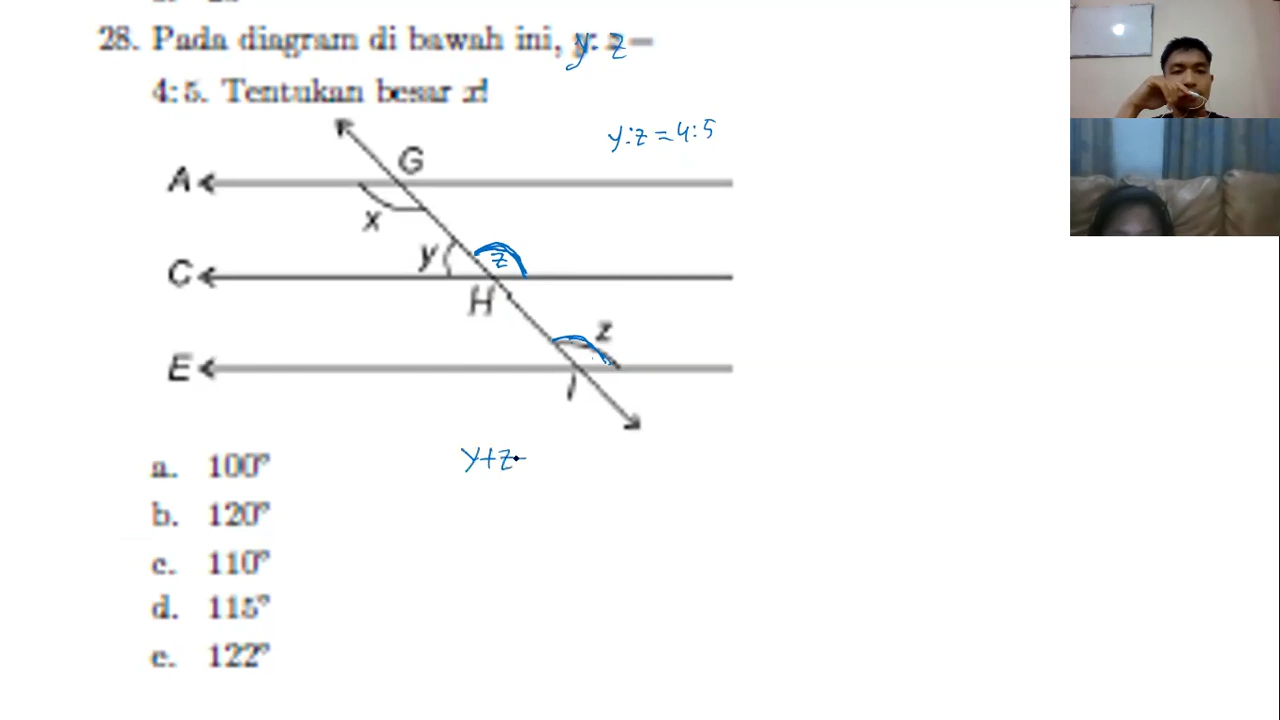 28. Pada diagram di bawah ini, y: z =
4:5. Tentukan besar x!
y:z = 4:5
G
A
x
y
z
C
H
z
E
I
y+z
a. 100°
b. 120°
c. 110°
d. 115°
e. 122°